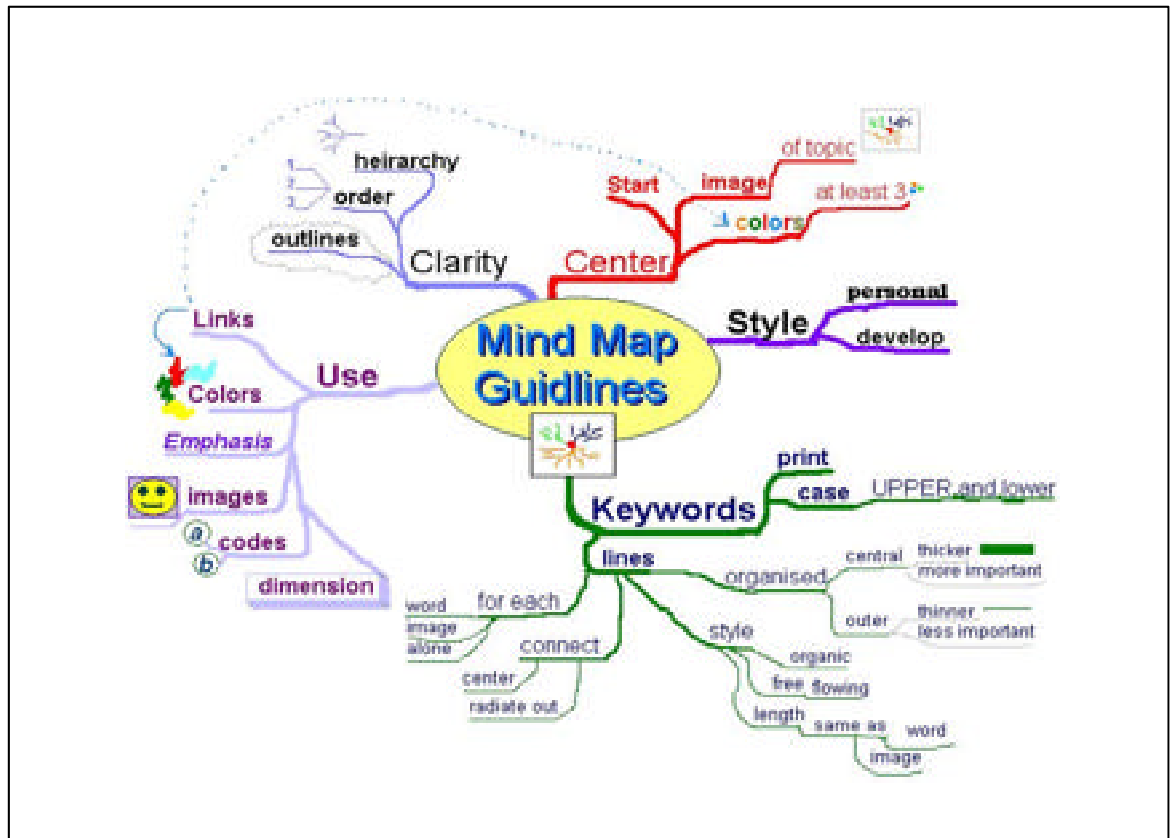 Mind Map
Guidlines
Center
Start
image
of topic
colors
at least 3
Style
personal
develop
Keywords
print
case
UPPER and lower
lines
organised
central
thicker
more important
outer
thinner
less important
style
organic
free flowing
length
same as
word
image
connect
center
radiate out
for each
word
image
alone
Use
Links
Colors
Emphasis
images
codes
a
b
dimension
Clarity
heirarchy
order
1
2
3
outlines